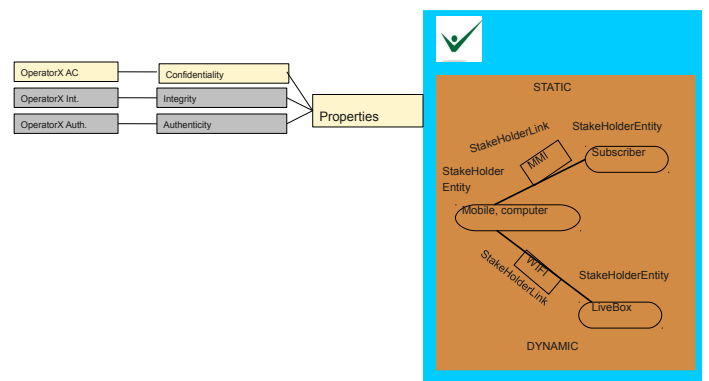 OperatorX AC
Confidentiality
OperatorX Int.
Integrity
OperatorX Auth.
Authenticity
Properties
STATIC
StakeHolderLink
StakeHolderEntity
MMI
Subscriber
StakeHolder
Entity
Mobile, computer
WIFI
StakeHolderLink
StakeHolderEntity
LiveBox
DYNAMIC